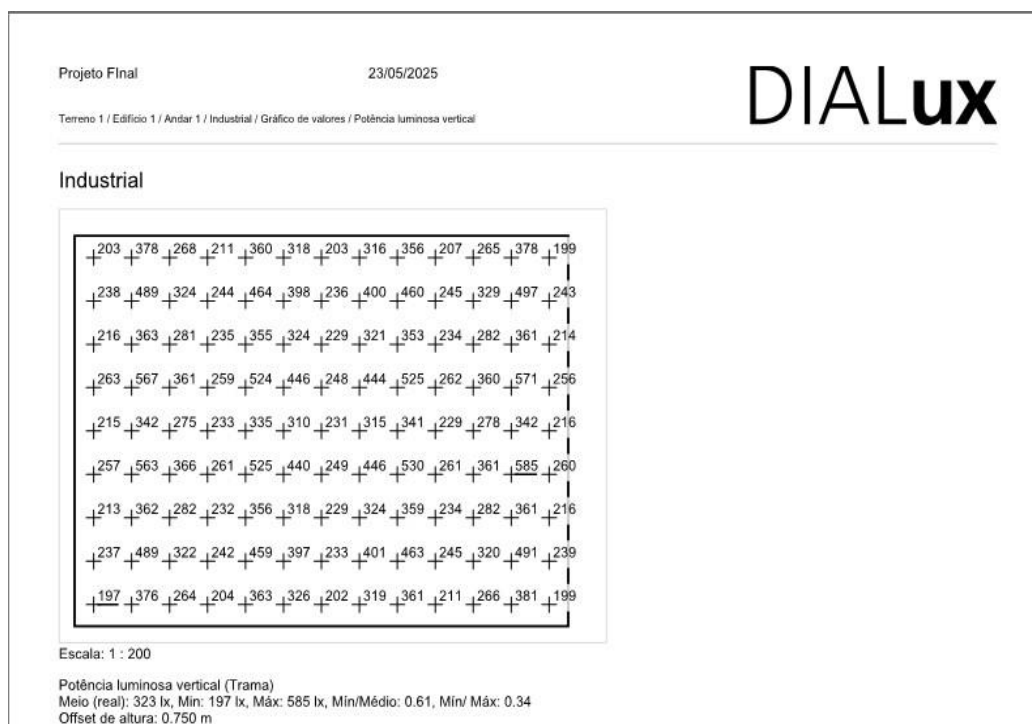 Projeto FInal 23/05/2025
DIALux
Terreno 1 / Edifício 1 / Andar 1 / Industrial / Gráfico de valores / Potência luminosa vertical
Industrial
203 378 268 211 360 318 203 316 356 207 265 378 199
238 489 324 244 464 398 236 400 460 245 329 497 243
216 363 281 235 355 324 229 321 353 234 282 361 214
263 567 361 259 524 446 248 444 525 262 360 571 256
215 342 275 233 335 310 231 315 341 229 278 342 216
257 563 366 261 525 440 249 446 530 261 361 585 260
213 362 282 232 356 318 229 324 359 234 282 361 216
237 489 322 242 459 397 233 401 463 245 320 491 239
197 376 264 204 363 326 202 319 361 211 266 381 199
Escala: 1 : 200
Potência luminosa vertical (Trama)
Meio (real): 323 lx, Min: 197 lx, Máx: 585 lx, Mín/Médio: 0.61, Mín/ Máx: 0.34
Offset de altura: 0.750 m